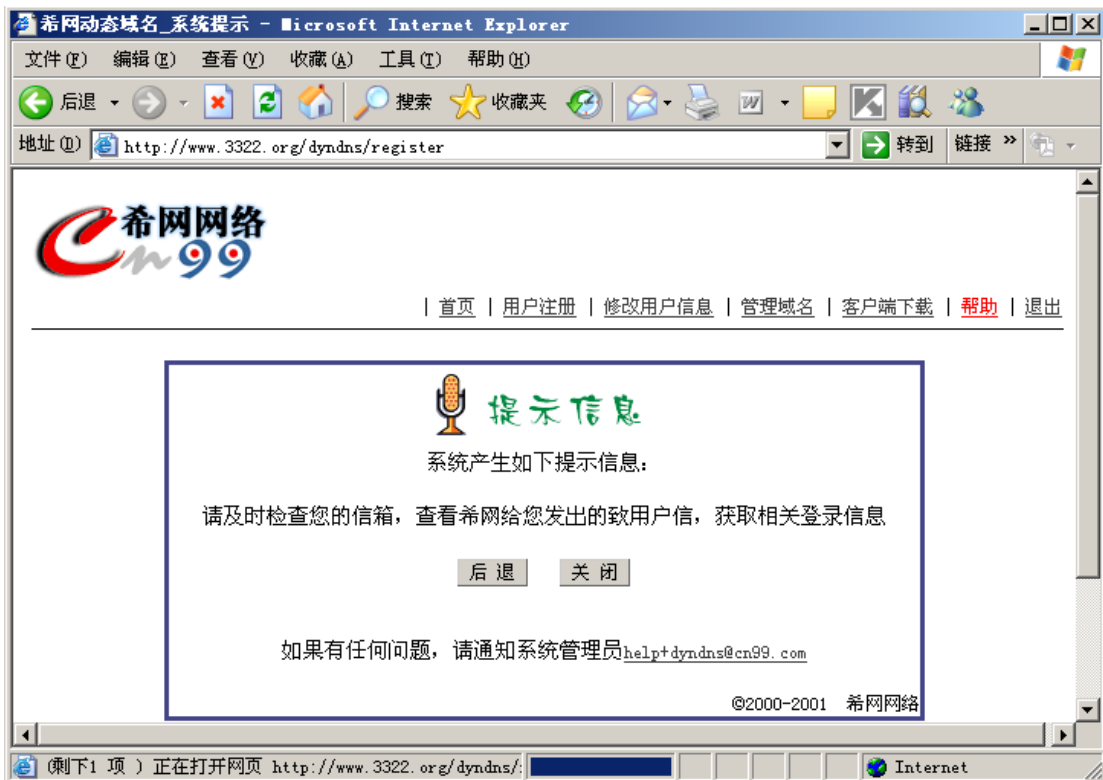 希网动态域名_系统提示 - Microsoft Internet Explorer
文件(F) 编辑(E) 查看(V) 收藏(A) 工具(T) 帮助(H)
后退 搜索 收藏夹
地址(D) http://www.3322.org/dyndns/register 转到 链接 »
希网网络
Cn99
| 首页 | 用户注册 | 修改用户信息 | 管理域名 | 客户端下载 | 帮助 | 退出
提示信息
系统产生如下提示信息:
请及时检查您的信箱，查看希网给您发出的致用户信，获取相关登录信息
后 退 关 闭
如果有任何问题，请通知系统管理员help+dyndns@cn99.com
©2000-2001 希网网络
(剩下1 项 ) 正在打开网页 http://www.3322.org/dyndns/: Internet